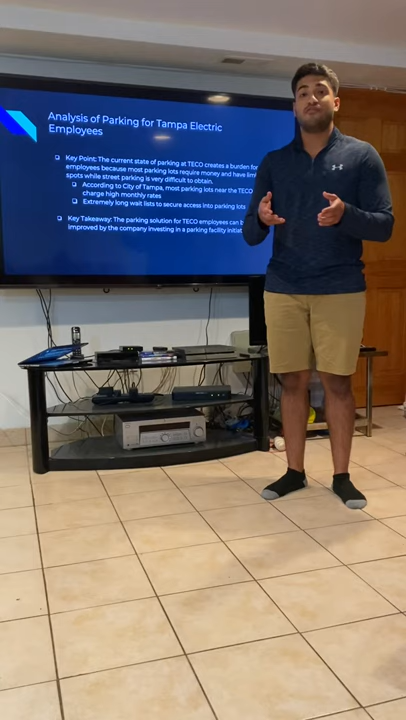 Analysis of Parking for Tampa Electric
Employees
Key Point: The current state of parking at TECO creates a burden for
employees because most parking lots require money and have
spots while street parking is very difficult to obtain.
According to City of Tampa, most parking lots near the TECO
charge high monthly rates
Extremely long wait lists to secure access into parking lots
Key Takeaway: The parking solution for TECO employees can
improved by the company investing in a parking facility